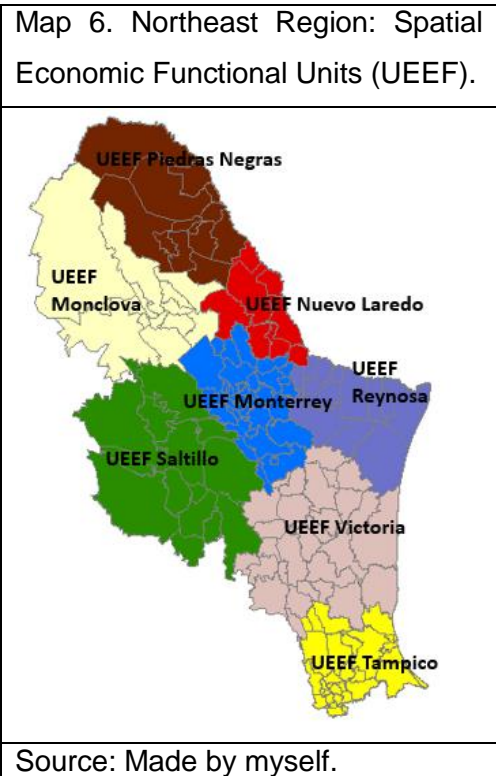 Map 6. Northeast Region: Spatial
Economic Functional Units (UEEF).
UEEF Piedras Negras
UEEF
Monclova
UEEF Nuevo Laredo
UEEF
Reynosa
UEEF Monterrey
UEEF Saltillo
UEEF Victoria
UEEF Tampico
Source: Made by myself.